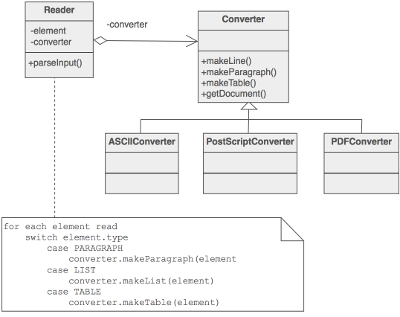 Reader
-element
-converter
+parseInput()
-converter
Converter
+makeLine()
+makeParagraph()
+makeTable()
+getDocument()
ASCIIConverter
PostScriptConverter
PDFConverter
for each element read
switch element.type
case PARAGRAPH
converter.makeParagraph(element
case LIST
converter.makeList(element)
case TABLE
converter.makeTable(element)